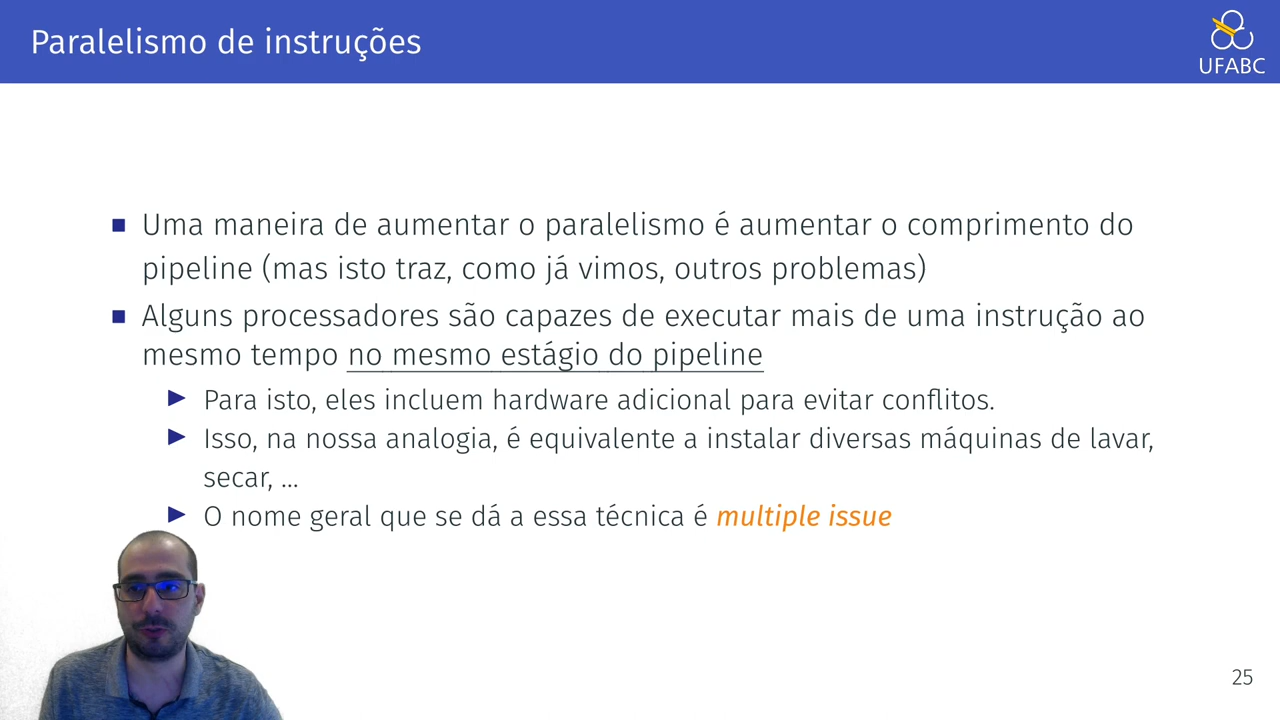 Paralelismo de instruções
UFABC
Uma maneira de aumentar o paralelismo é aumentar o comprimento do
pipeline (mas isto traz, como já vimos, outros problemas)
Alguns processadores são capazes de executar mais de uma instrução ao
mesmo tempo no mesmo estágio do pipeline
Para isto, eles incluem hardware adicional para evitar conflitos.
Isso, na nossa analogia, é equivalente a instalar diversas máquinas de lavar,
secar, ...
O nome geral que se dá a essa técnica é multiple issue
25